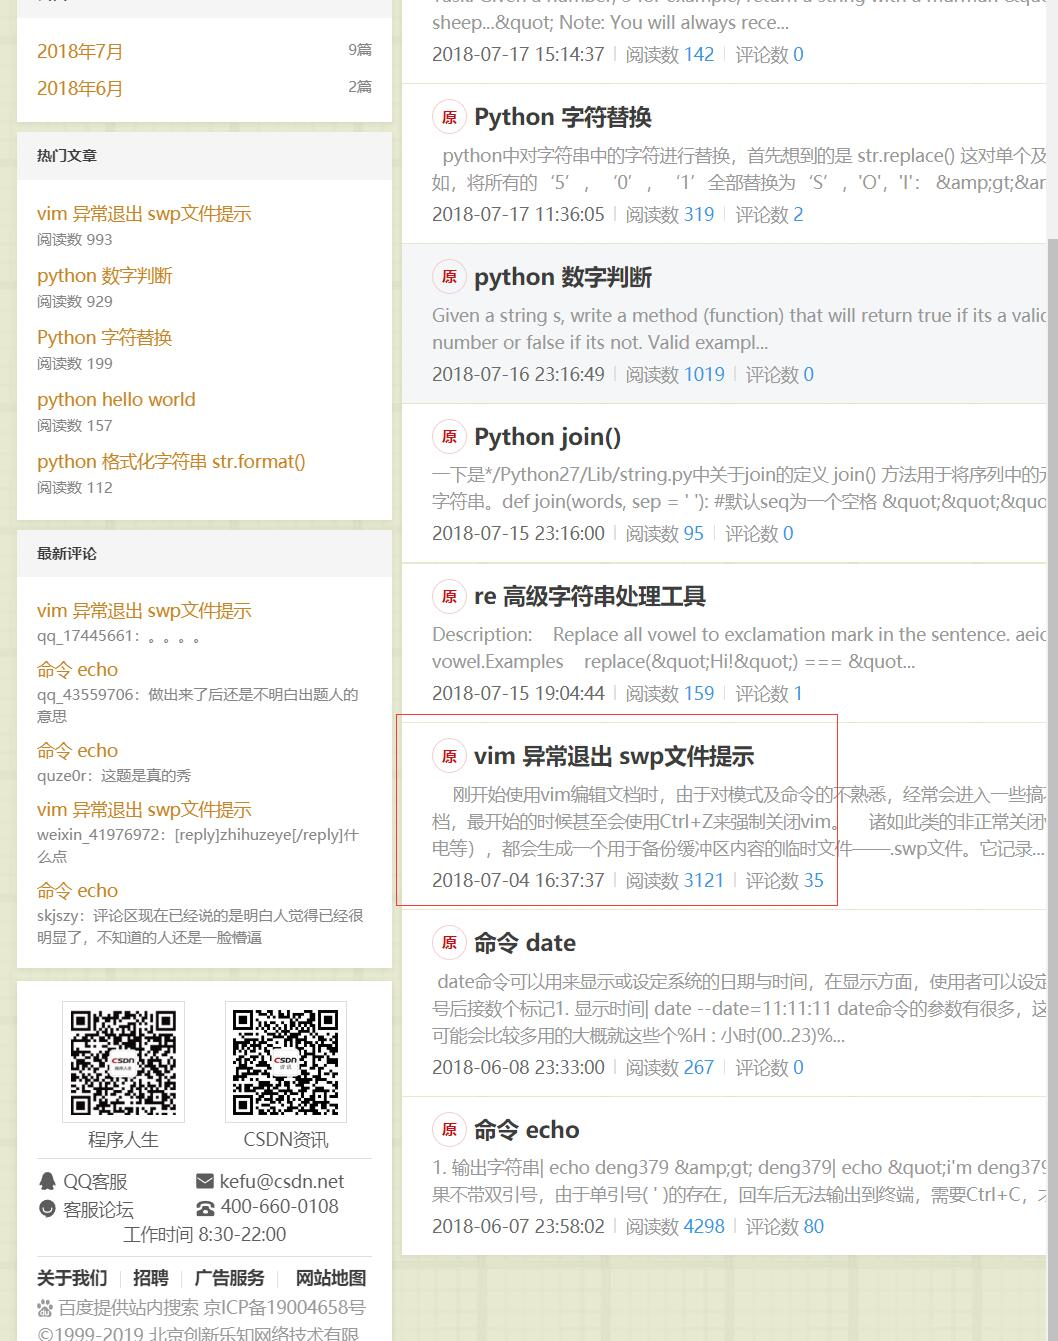 2018年7月 9篇
2018年6月 2篇
热门文章
vim 异常退出 swp文件提示
阅读数 993
python 数字判断
阅读数 929
Python 字符替换
阅读数 199
python hello world
阅读数 157
python 格式化字符串 str.format()
阅读数 112
最新评论
vim 异常退出 swp文件提示
qq_17445661：。。。。
命令 echo
qq_43559706：做出来了后还是不明白出题人的
意思
命令 echo
quze0r：这题是真的秀
vim 异常退出 swp文件提示
weixin_41976972：[reply]zhihuzeye[/reply]什
么点
命令 echo
skjszy：评论区现在已经说的是明白人觉得已经很
明显了，不知道的人还是一脸懵逼
程序人生 CSDN资讯
QQ客服 kefu@csdn.net
客服论坛 400-660-0108
工作时间 8:30-22:00
关于我们 招聘 广告服务 网站地图
百度提供站内搜索 京ICP备19004658号
©1999-2019 北京创新乐知网络技术有限
sheep...&quot; Note: You will always rece...
2018-07-17 15:14:37 阅读数 142 评论数 0
原 Python 字符替换
python中对字符串中的字符进行替换，首先想到的是 str.replace() 这对单个及
如，将所有的‘5’，‘0’，‘1’全部替换为‘S’，'O'，'I'： &amp;gt;&ar
2018-07-17 11:36:05 阅读数 319 评论数 2
原 python 数字判断
Given a string s, write a method (function) that will return true if its a valid
number or false if its not. Valid exampl...
2018-07-16 23:16:49 阅读数 1019 评论数 0
原 Python join()
一下是*/Python27/Lib/string.py中关于join的定义 join() 方法用于将序列中的元
字符串。def join(words, sep = ' '): #默认seq为一个空格 &quot;&quot;&quo
2018-07-15 23:16:00 阅读数 95 评论数 0
原 re 高级字符串处理工具
Description: Replace all vowel to exclamation mark in the sentence. aeio
vowel.Examples replace(&quot;Hi!&quot;) === &quot...
2018-07-15 19:04:44 阅读数 159 评论数 1
原 vim 异常退出 swp文件提示
刚开始使用vim编辑文档时，由于对模式及命令的不熟悉，经常会进入一些搞
档，最开始的时候甚至会使用Ctrl+Z来强制关闭vim。 诸如此类的非正常关闭
电等），都会生成一个用于备份缓冲区内容的临时文件——.swp文件。它记录...
2018-07-04 16:37:37 阅读数 3121 评论数 35
原 命令 date
date命令可以用来显示或设定系统的日期与时间，在显示方面，使用者可以设定
号后接数个标记1. 显示时间| date --date=11:11:11 date命令的参数有很多，这
可能会比较多用的大概就这些个%H : 小时(00..23)%...
2018-06-08 23:33:00 阅读数 267 评论数 0
原 命令 echo
1. 输出字符串| echo deng379 &amp;gt; deng379| echo &quot;i'm deng379
果不带双引号，由于单引号( ' )的存在，回车后无法输出到终端，需要Ctrl+C，才
2018-06-07 23:58:02 阅读数 4298 评论数 80